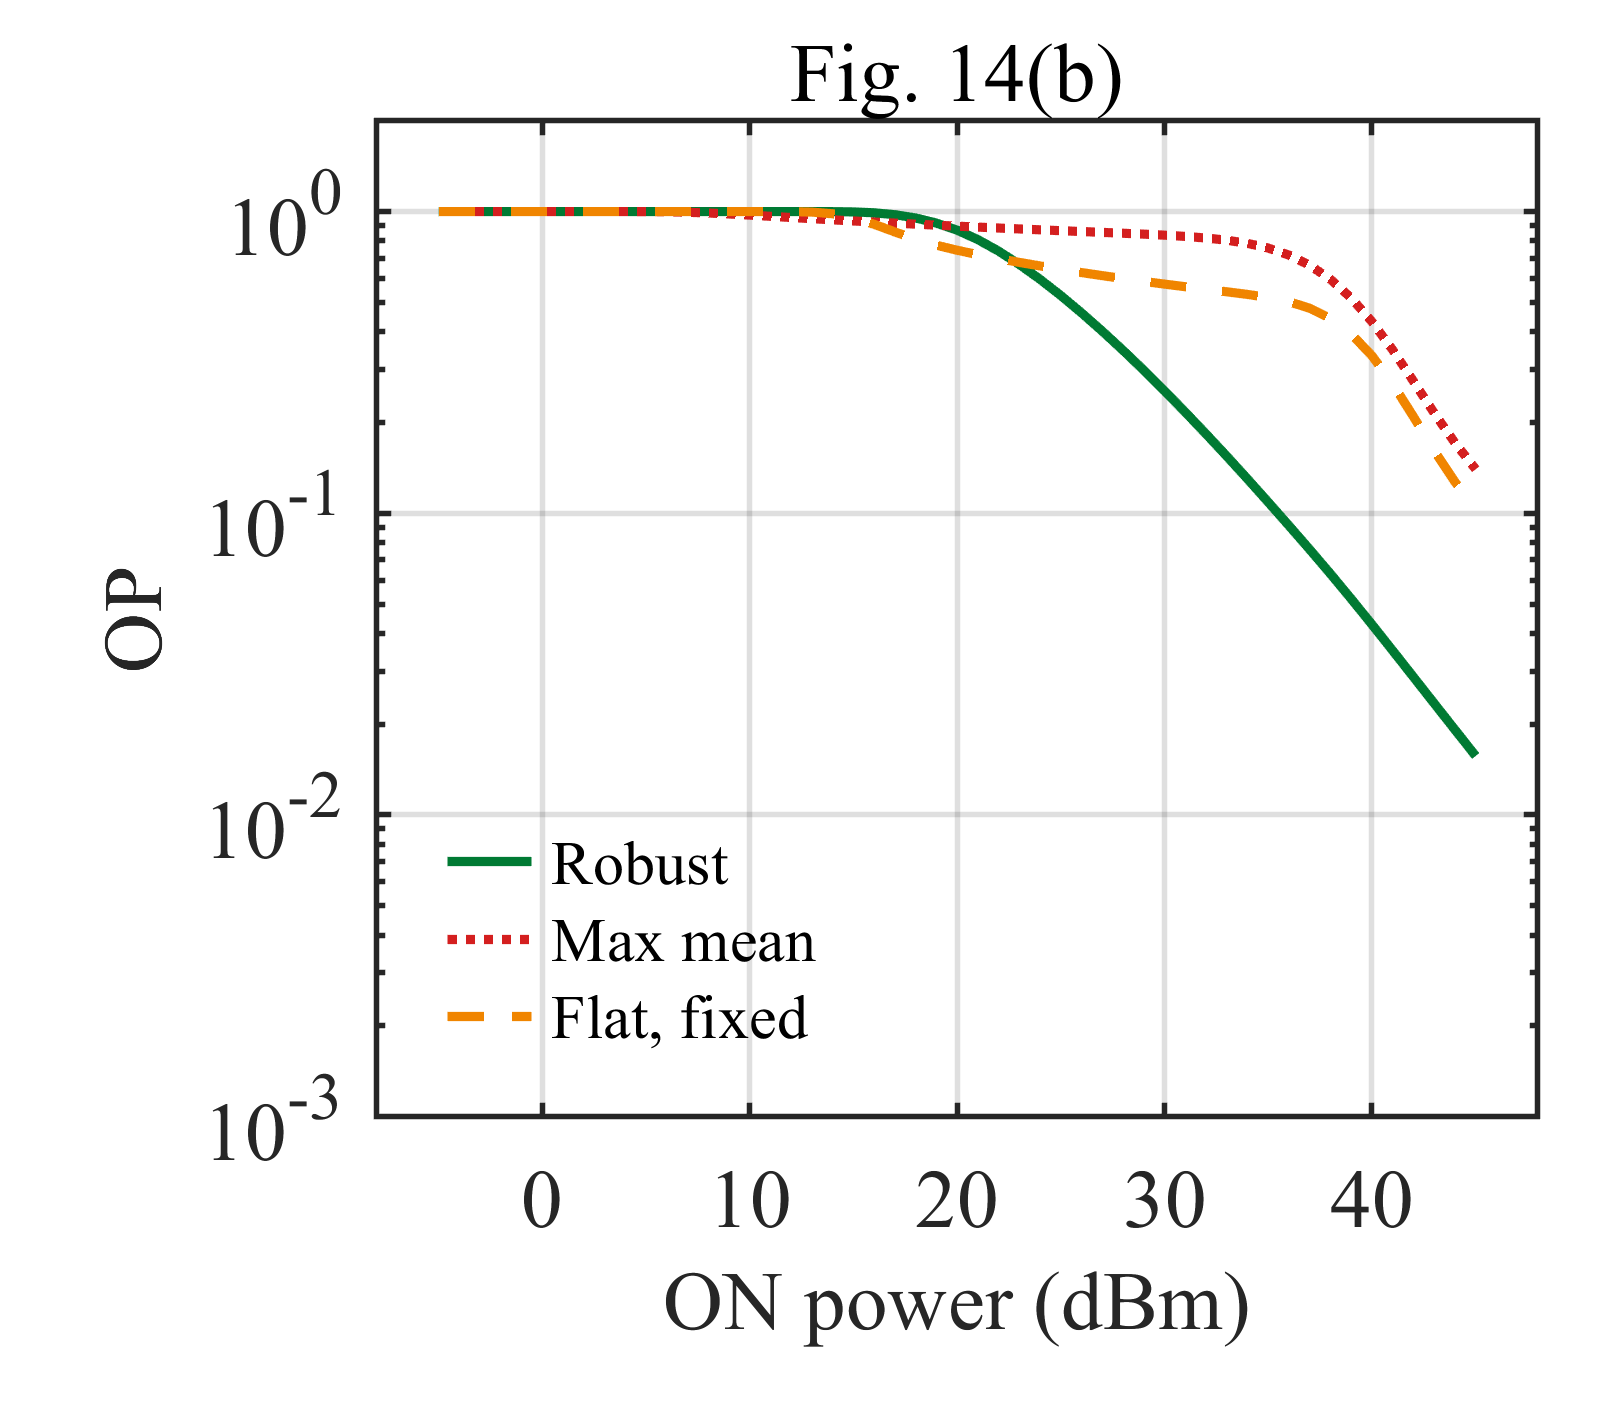 Fig. 14(b)
10^0
10^-1
10^-2
10^-3
OP
Robust
Max mean
Flat, fixed
0 10 20 30 40
ON power (dBm)